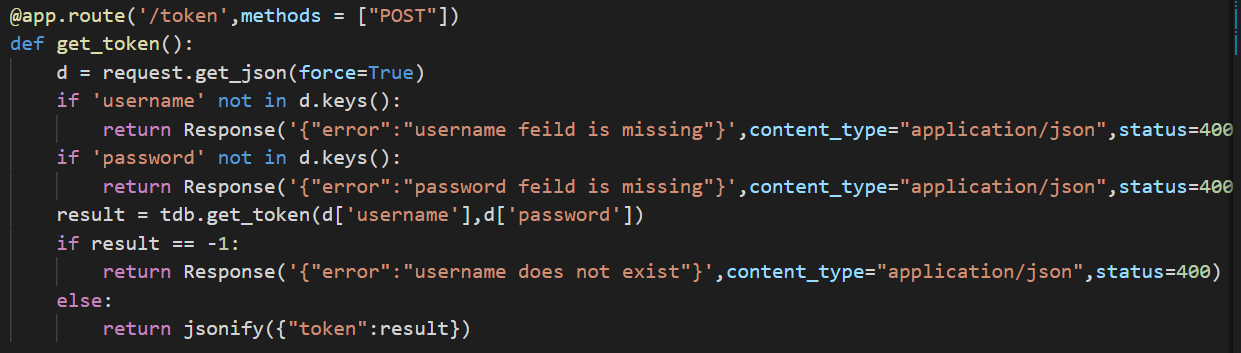 @app.route('/token',methods = ["POST"])
def get_token():
    d = request.get_json(force=True)
    if 'username' not in d.keys():
        return Response('{"error":"username feild is missing"}',content_type="application/json",status=400
    if 'password' not in d.keys():
        return Response('{"error":"password feild is missing"}',content_type="application/json",status=400
    result = tdb.get_token(d['username'],d['password'])
    if result == -1:
        return Response('{"error":"username does not exist"}',content_type="application/json",status=400)
    else:
        return jsonify({"token":result})